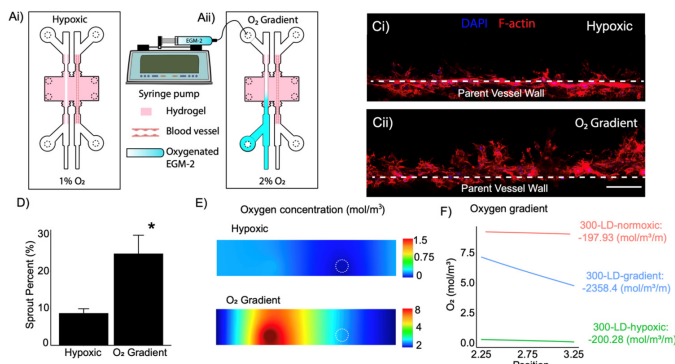 Ai)
Hypoxic
1% O₂
EGM-2
Syringe pump
Hydrogel
Blood vessel
Oxygenated
EGM-2
Aii)
O₂ Gradient
2% O₂
Ci)
DAPI F-actin
Hypoxic
Parent Vessel Wall
Cii)
O₂ Gradient
Parent Vessel Wall
D)
*
Sprout Percent (%)
30
20
10
0
Hypoxic O₂ Gradient
E)
Oxygen concentration (mol/m³)
Hypoxic
1.5
0.75
0
O₂ Gradient
8
6
4
2
F)
Oxygen gradient
O₂ (mol/m³)
7.5
5.0
2.5
0.0
2.25 2.75 3.25
Position
300-LD-normoxic:
-197.93 (mol/m³/m)
300-LD-gradient:
-2358.4 (mol/m³/m)
300-LD-hypoxic:
-200.28 (mol/m³/m)